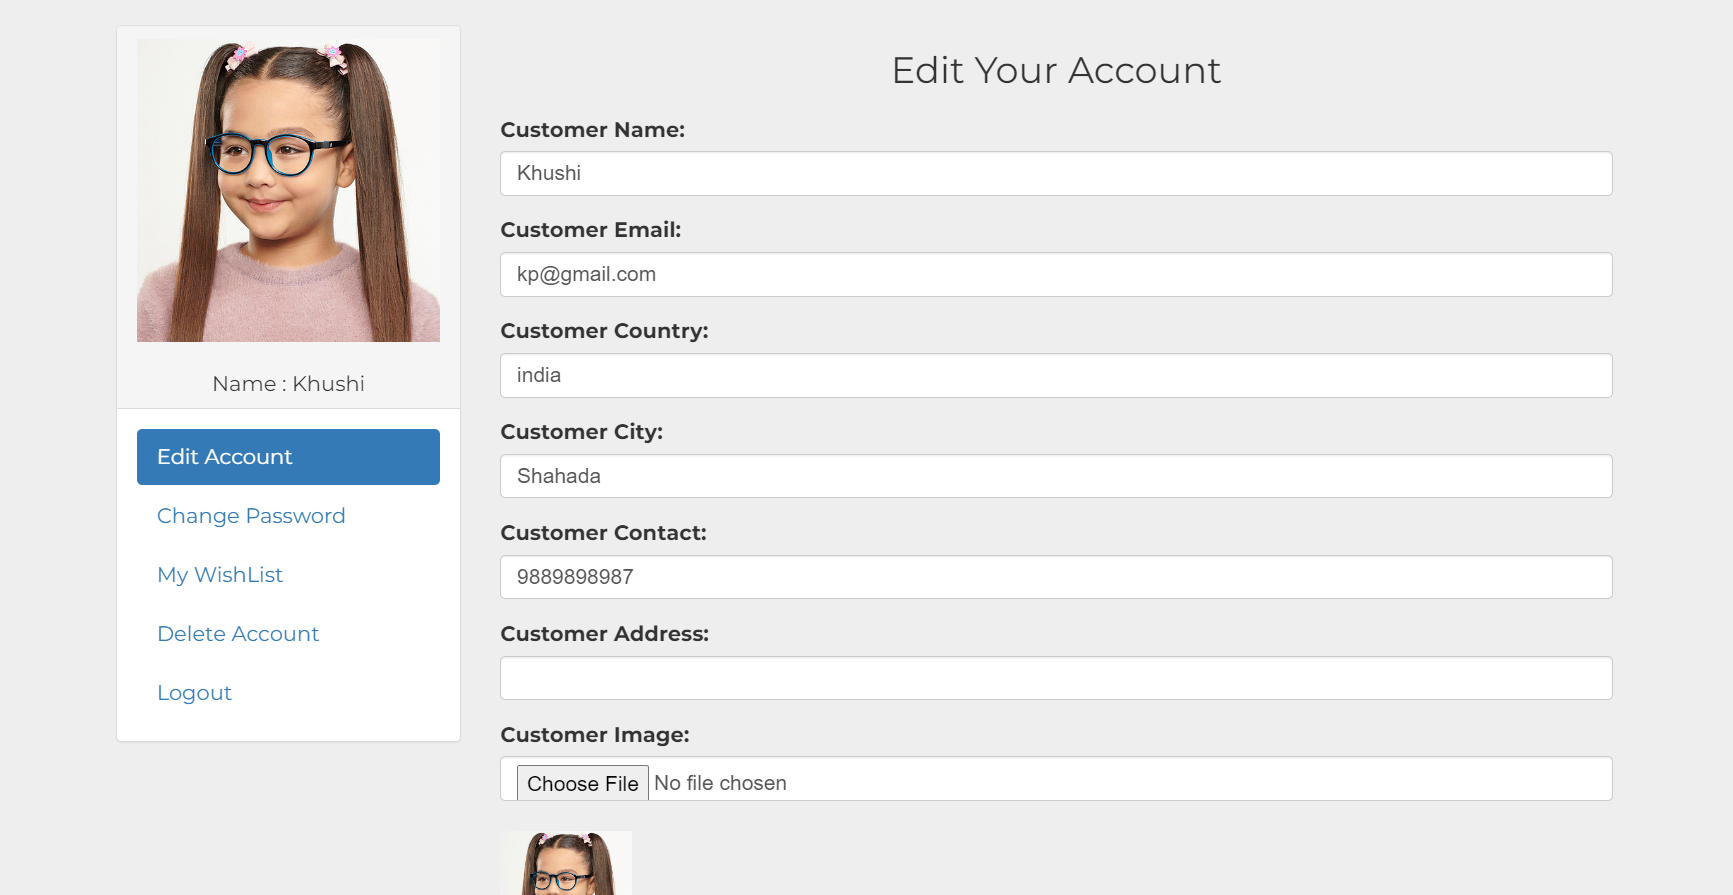 Name : Khushi
Edit Account
Change Password
My WishList
Delete Account
Logout
Edit Your Account
Customer Name:
Khushi
Customer Email:
kp@gmail.com
Customer Country:
india
Customer City:
Shahada
Customer Contact:
9889898987
Customer Address:
Customer Image:
Choose File No file chosen